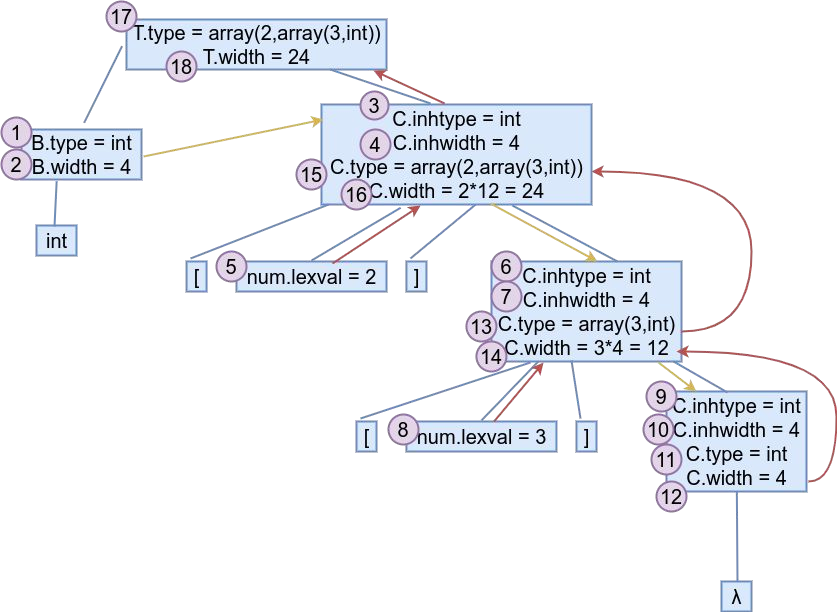 17
T.type = array(2,array(3,int))
18
T.width = 24
1
B.type = int
2
B.width = 4
int
3
C.inhtype = int
4
C.inhwidth = 4
15
C.type = array(2,array(3,int))
16
C.width = 2*12 = 24
[
5
num.lexval = 2
]
6
C.inhtype = int
7
C.inhwidth = 4
13
C.type = array(3,int)
14
C.width = 3*4 = 12
[
8
num.lexval = 3
]
9
C.inhtype = int
10
C.inhwidth = 4
11
C.type = int
12
C.width = 4
λ